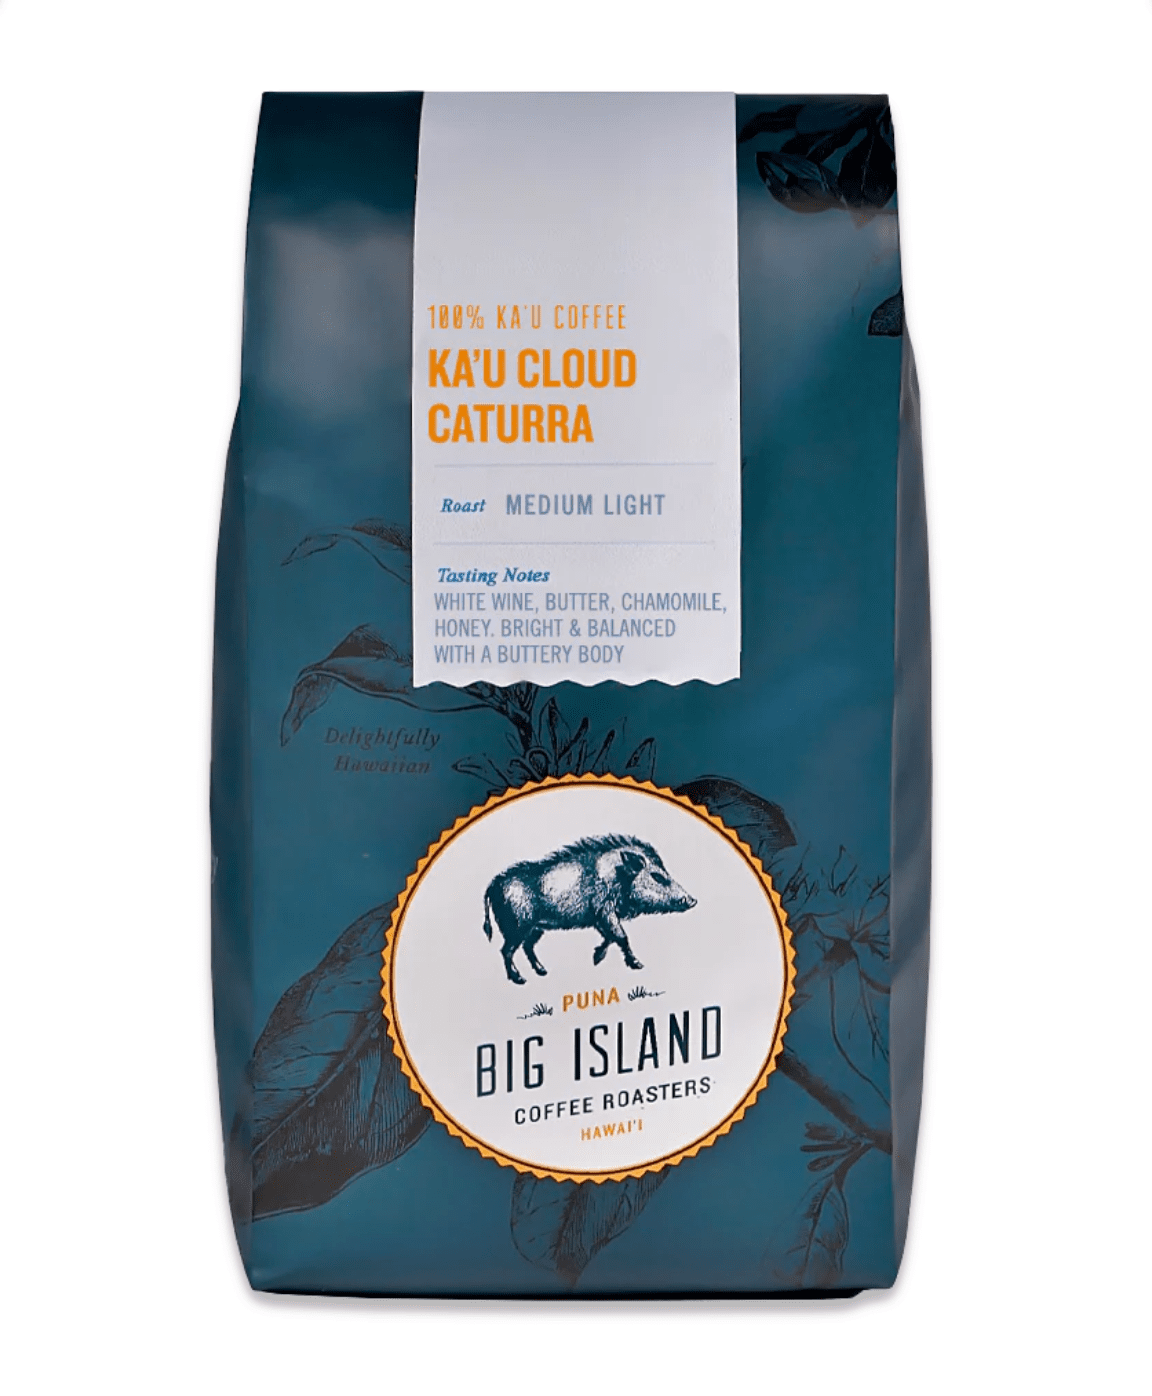 100% KA'U COFFEE
KA'U CLOUD
CATURRA
Roast MEDIUM LIGHT
Tasting Notes
WHITE WINE, BUTTER, CHAMOMILE,
HONEY. BRIGHT & BALANCED
WITH A BUTTERY BODY
Delightfully
Hawaiian
PUNA
BIG ISLAND
COFFEE ROASTERS
HAWAI'I